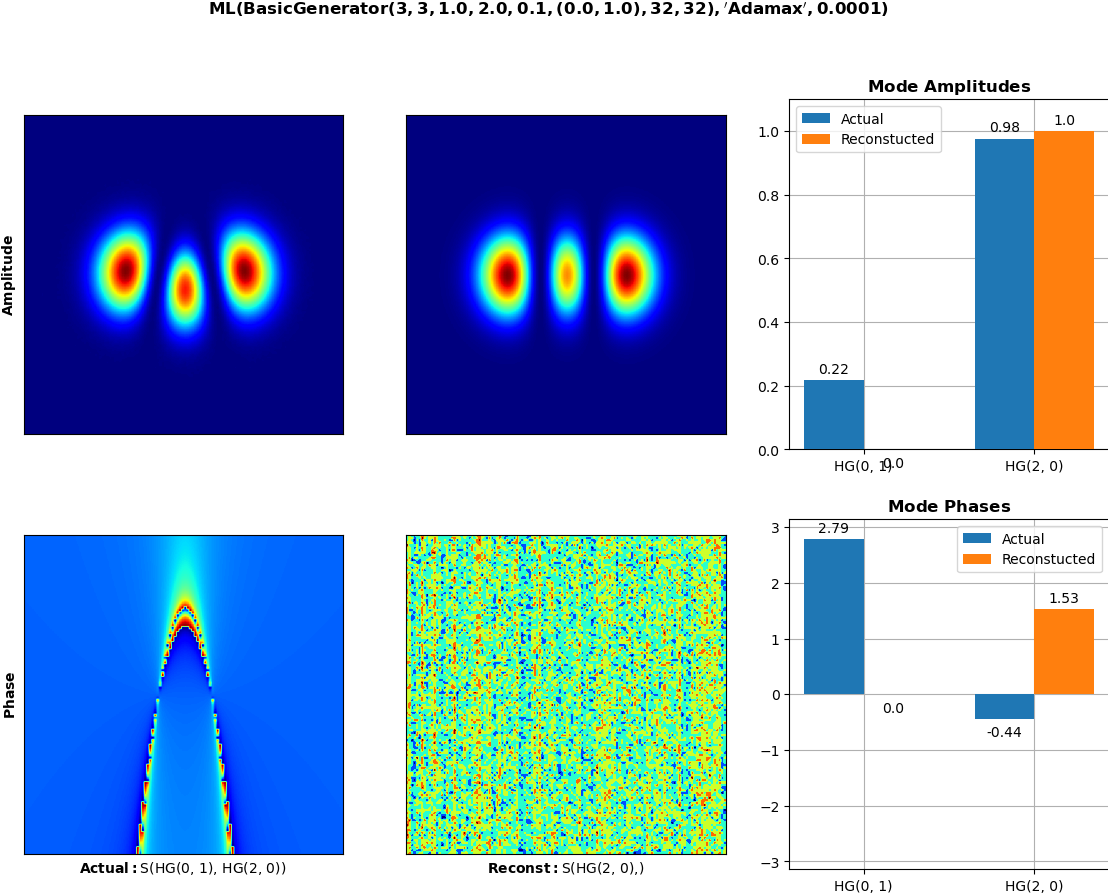 ML(BasicGenerator(3, 3, 1.0, 2.0, 0.1, (0.0, 1.0), 32, 32), 'Adamax', 0.0001)
Amplitude
Mode Amplitudes
Actual
Reconstucted
1.0
0.8
0.6
0.4
0.2
0.0
0.22
0.0
0.98
1.0
HG(0, 1)
HG(2, 0)
Phase
Actual: S(HG(0, 1), HG(2, 0))
Reconst: S(HG(2, 0),)
Mode Phases
Actual
Reconstucted
3
2
1
0
−1
−2
−3
2.79
0.0
-0.44
1.53
HG(0, 1)
HG(2, 0)